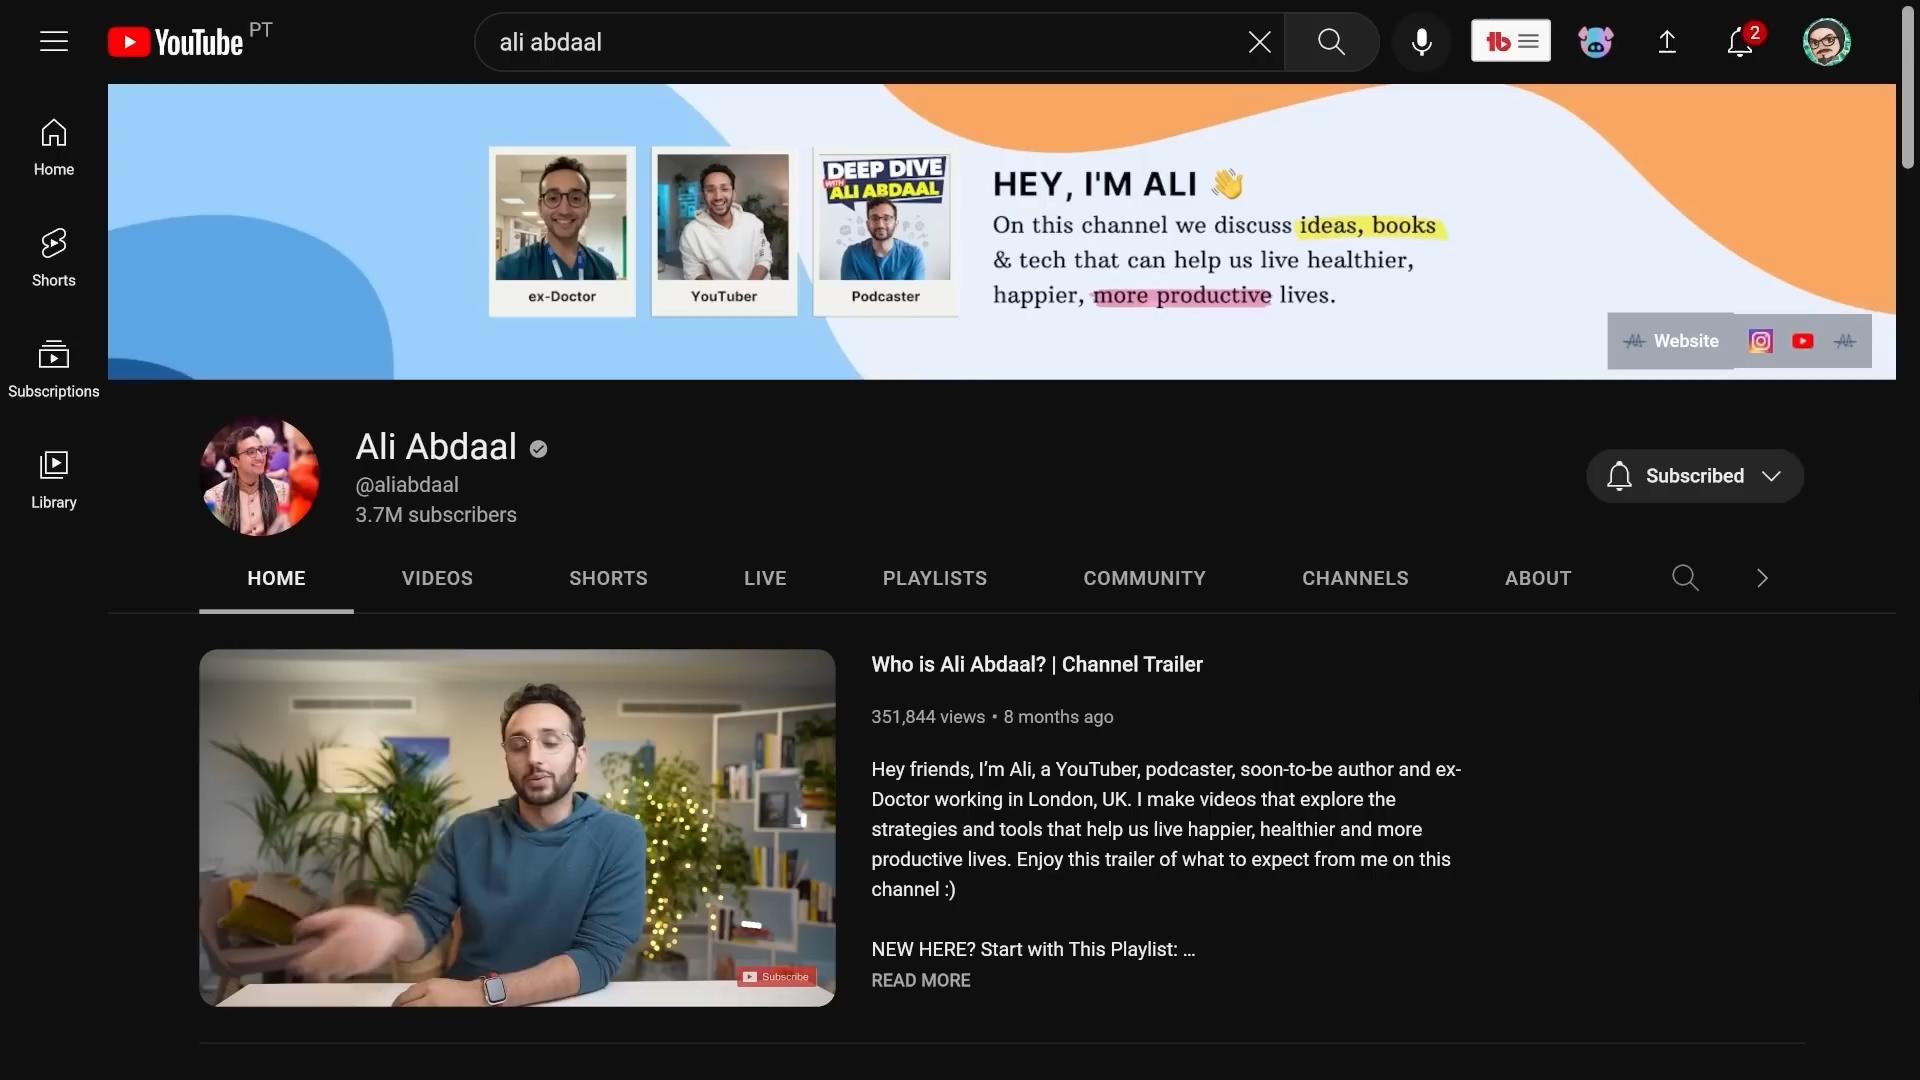 YouTube PT
ali abdaal
2
Home
Shorts
Subscriptions
Library
ex-Doctor
YouTuber
DEEP DIVE
WITH
ALI ABDAAL
Podcaster
HEY, I'M ALI 👋
On this channel we discuss ideas, books
& tech that can help us live healthier,
happier, more productive lives.
Website
Ali Abdaal
@aliabdaal
3.7M subscribers
Subscribed
HOME
VIDEOS
SHORTS
LIVE
PLAYLISTS
COMMUNITY
CHANNELS
ABOUT
Subscribe
Who is Ali Abdaal? | Channel Trailer
351,844 views • 8 months ago
Hey friends, I’m Ali, a YouTuber, podcaster, soon-to-be author and ex-
Doctor working in London, UK. I make videos that explore the
strategies and tools that help us live happier, healthier and more
productive lives. Enjoy this trailer of what to expect from me on this
channel :)
NEW HERE? Start with This Playlist: ...
READ MORE